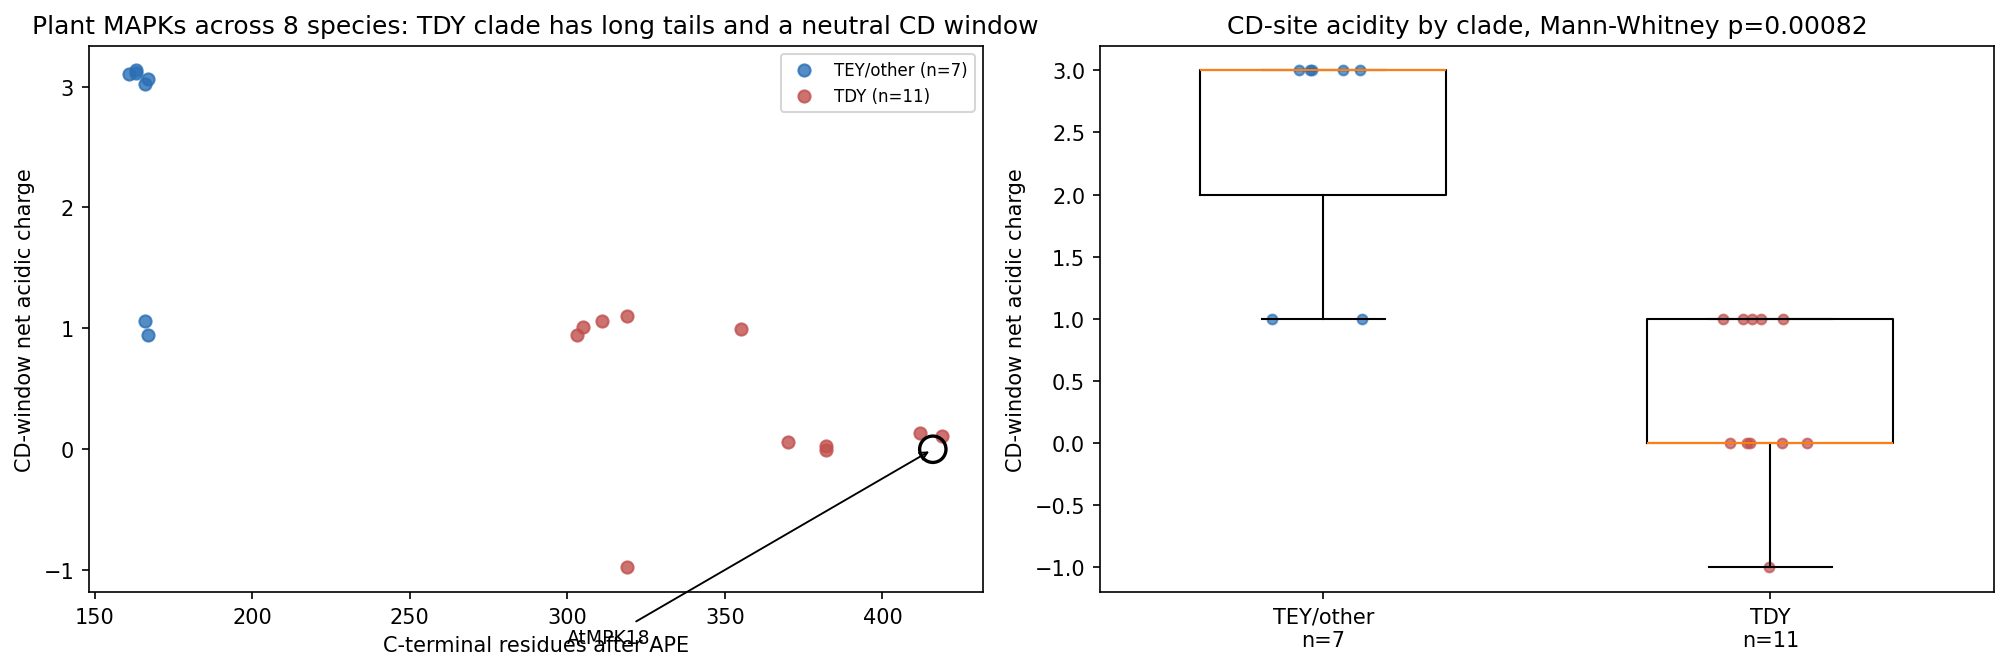 Plant MAPKs across 8 species: TDY clade has long tails and a neutral CD window
CD-window net acidic charge
3
2
1
0
−1
TEY/other (n=7)
TDY (n=11)
150
200
250
300
350
400
AtMPK18
C-terminal residues after APE
CD-site acidity by clade, Mann-Whitney p=0.00082
CD-window net acidic charge
3.0
2.5
2.0
1.5
1.0
0.5
0.0
−0.5
−1.0
TEY/other
n=7
TDY
n=11